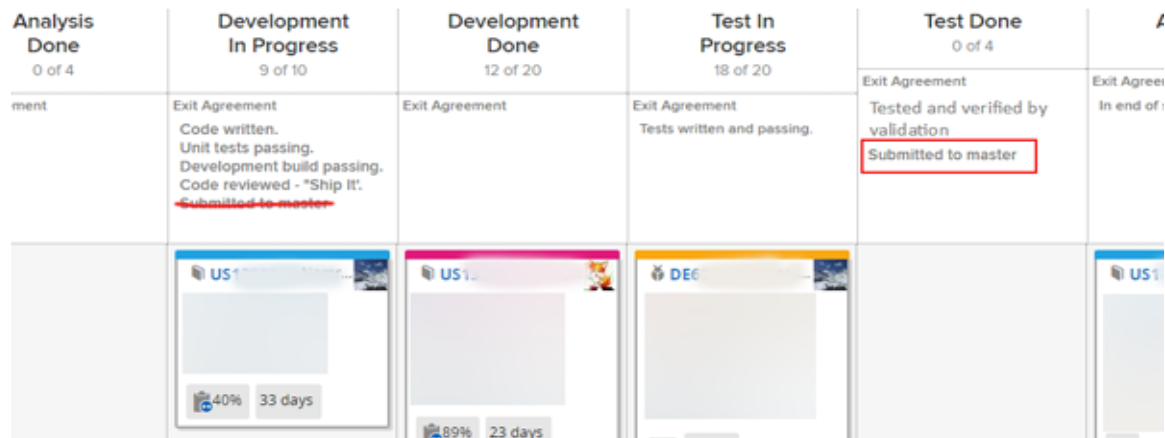 Analysis
Done
0 of 4
Development
In Progress
9 of 10
Development
Done
12 of 20
Test In
Progress
18 of 20
Test Done
0 of 4
A
ment
Exit Agreement
Code written.
Unit tests passing.
Development build passing.
Code reviewed - "Ship It'.
Submitted to master
Exit Agreement
Exit Agreement
Tests written and passing.
Exit Agreement
Tested and verified by
validation
Submitted to master
Exit Agreer
In end of
US1
40% 33 days
US1
89% 23 days
DE6
US1